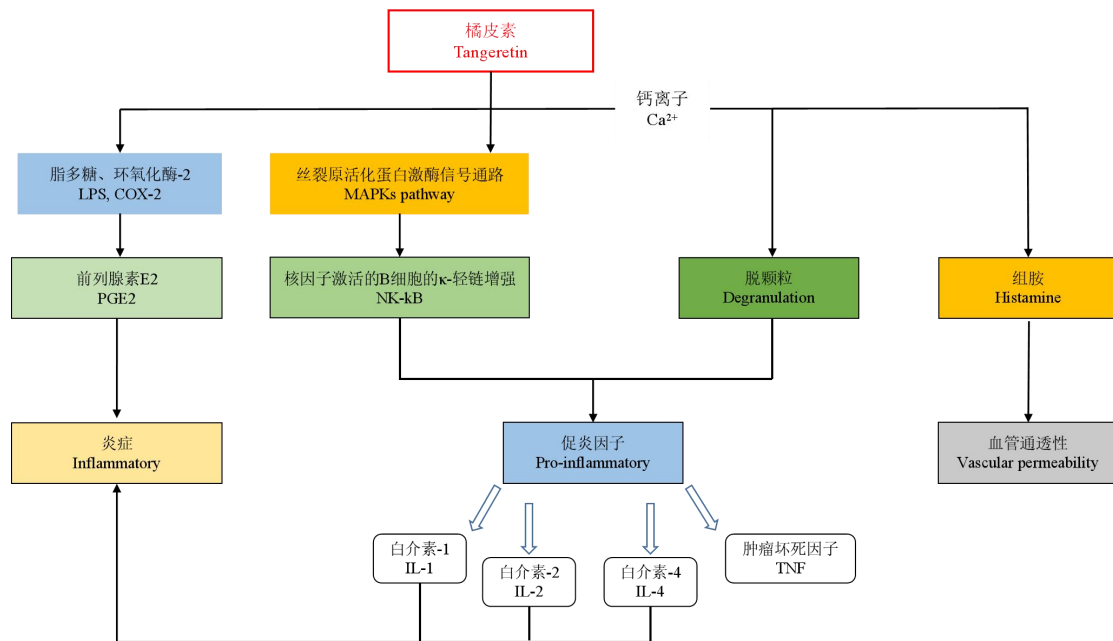 橘皮素
Tangeretin
钙离子
Ca²⁺
脂多糖、环氧化酶-2
LPS, COX-2
丝裂原活化蛋白激酶信号通路
MAPKs pathway
前列腺素E2
PGE2
核因子激活的B细胞的κ-轻链增强
NK-kB
脱颗粒
Degranulation
组胺
Histamine
炎症
Inflammatory
促炎因子
Pro-inflammatory
血管通透性
Vascular permeability
白介素-1
IL-1
白介素-2
IL-2
白介素-4
IL-4
肿瘤坏死因子
TNF